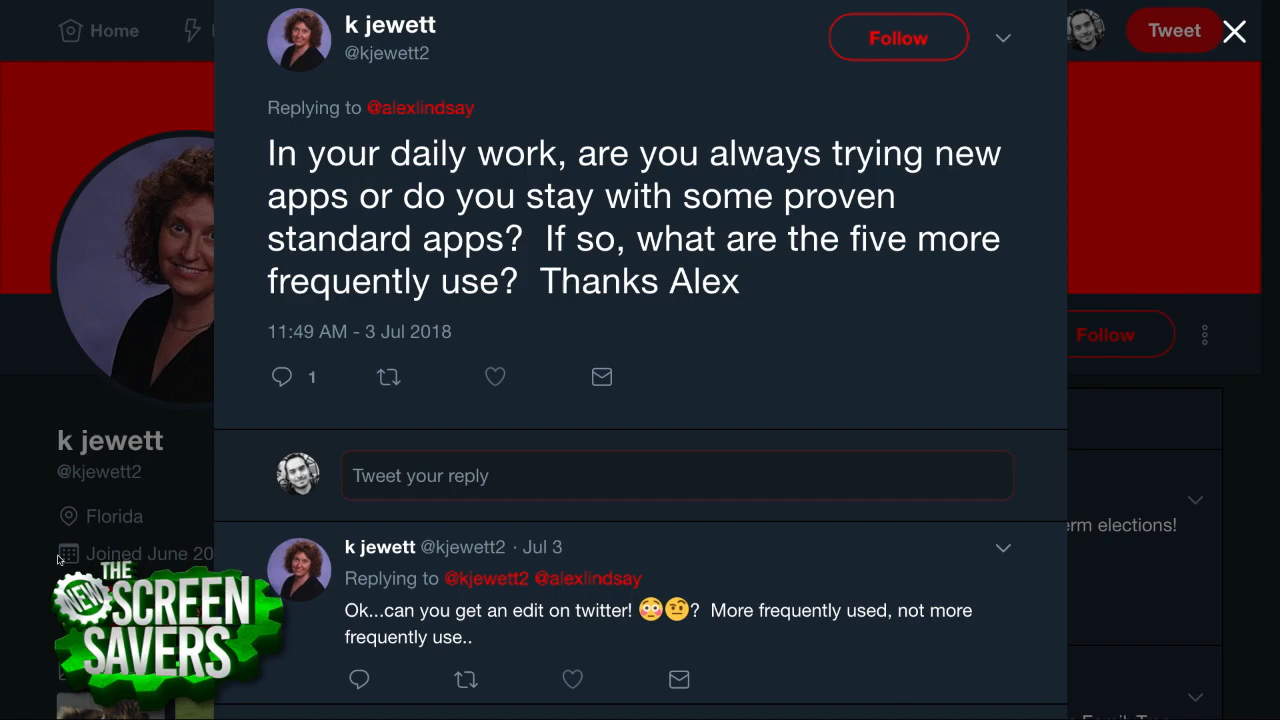 Home
k jewett
@kjewett2
Follow
Tweet
Replying to @alexlindsay
In your daily work, are you always trying new
apps or do you stay with some proven
standard apps?  If so, what are the five more
frequently use?  Thanks Alex
11:49 AM - 3 Jul 2018
1
Follow
k jewett
@kjewett2
Florida
Joined June 20
Tweet your reply
erm elections!
k jewett @kjewett2 · Jul 3
Replying to @kjewett2 @alexlindsay
Ok...can you get an edit on twitter! 😳🤨?  More frequently used, not more
frequently use..
THE
NEW SCREEN
SAVERS